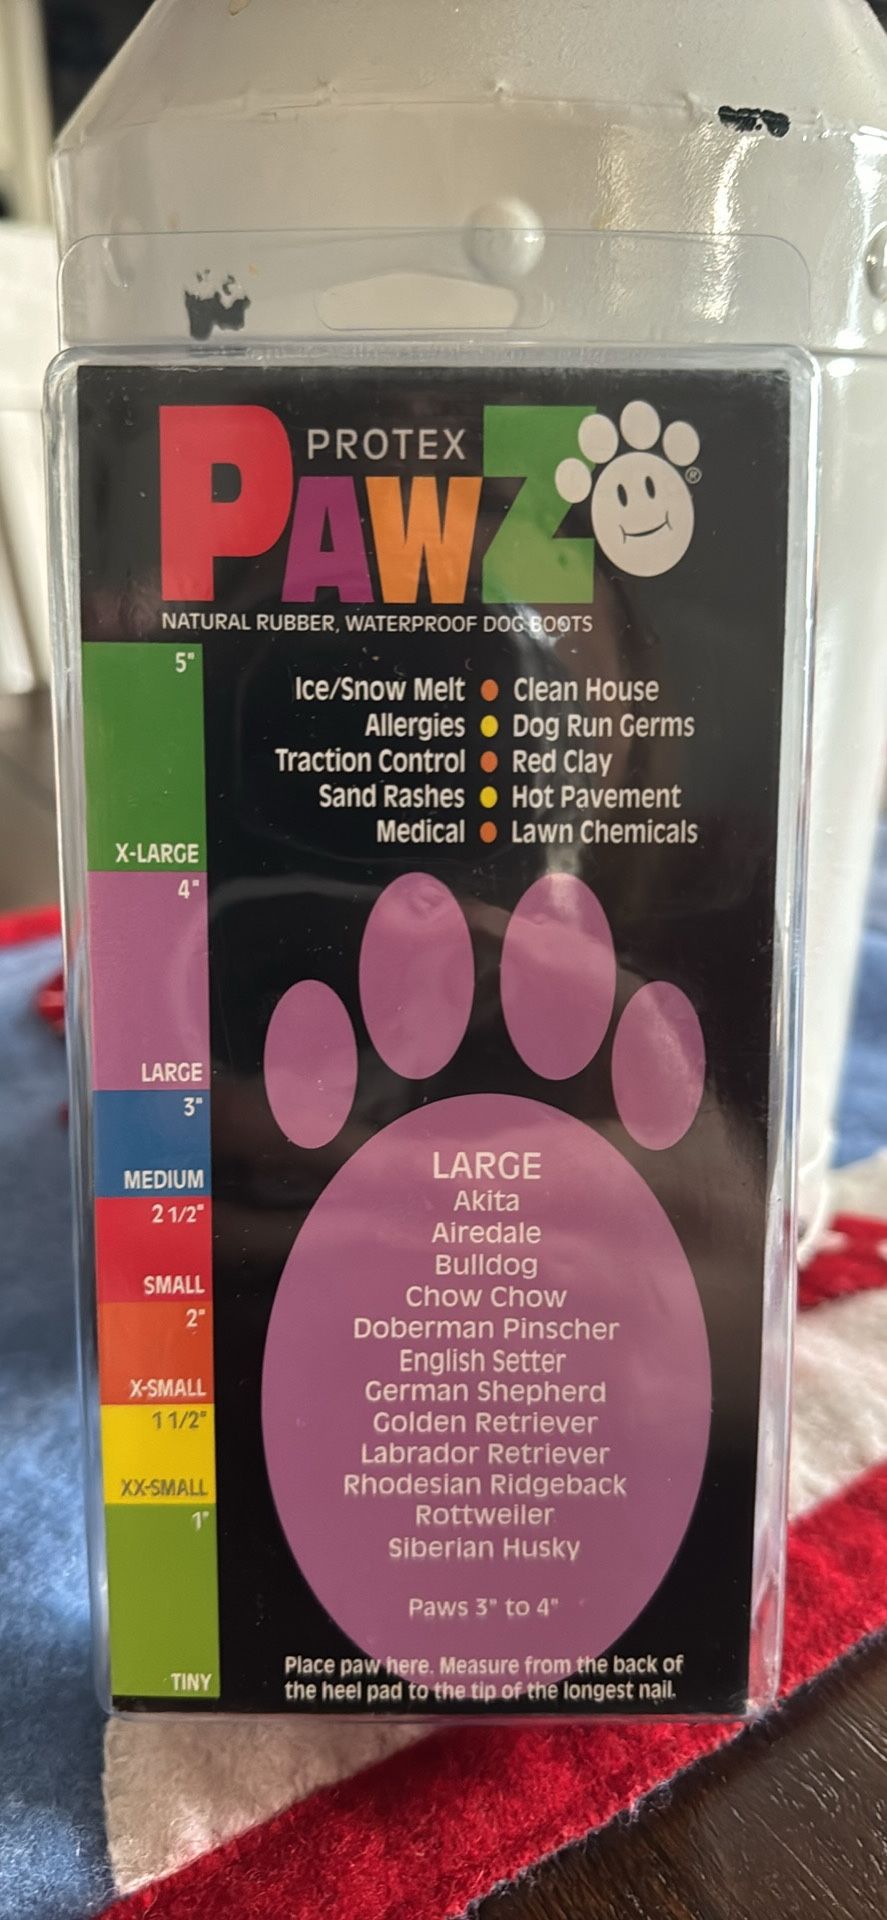 PROTEX
PAWZ®
NATURAL RUBBER, WATERPROOF DOG BOOTS
Ice/Snow Melt ● Clean House
Allergies ● Dog Run Germs
Traction Control ● Red Clay
Sand Rashes ● Hot Pavement
Medical ● Lawn Chemicals
5"
X-LARGE
4"
LARGE
3"
MEDIUM
2 1/2"
SMALL
2"
X-SMALL
1 1/2"
XX-SMALL
1"
TINY
LARGE
Akita
Airedale
Bulldog
Chow Chow
Doberman Pinscher
English Setter
German Shepherd
Golden Retriever
Labrador Retriever
Rhodesian Ridgeback
Rottweiler
Siberian Husky
Paws 3" to 4"
Place paw here. Measure from the back of
the heel pad to the tip of the longest nail.